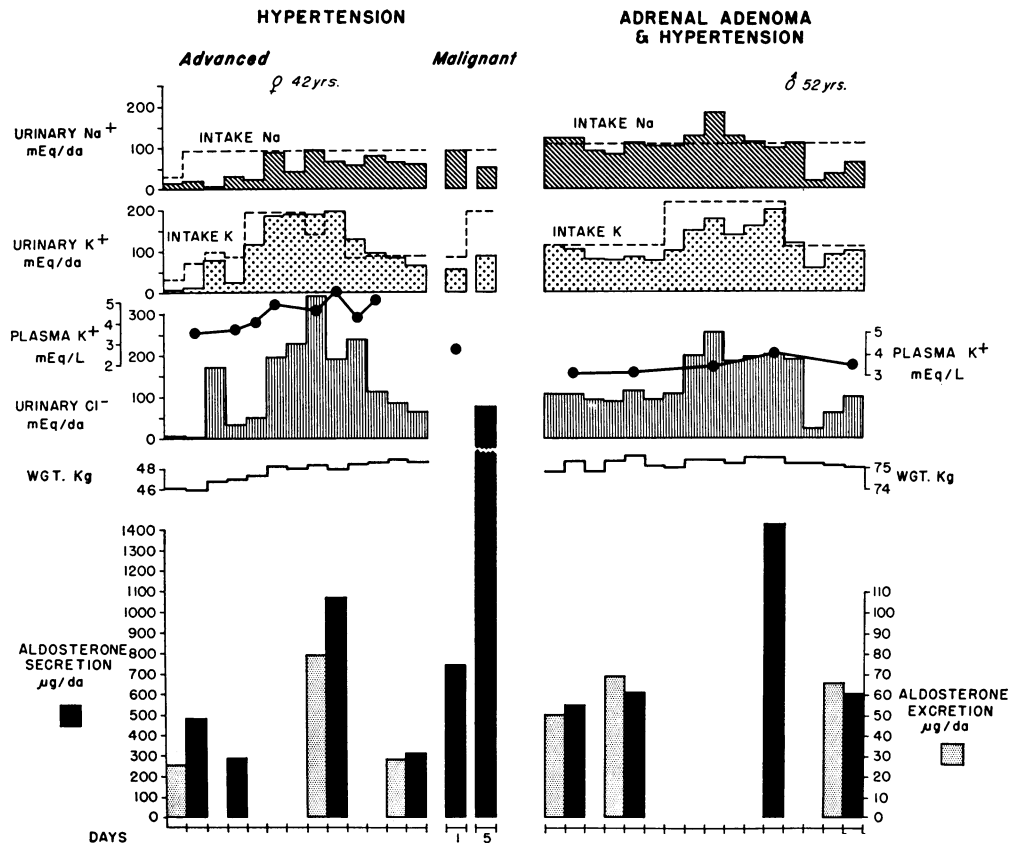 HYPERTENSION
Advanced
Malignant
♀ 42 yrs.
ADRENAL ADENOMA
& HYPERTENSION
♂ 52 yrs.
URINARY Na+
mEq/da
200
100
0
INTAKE Na
INTAKE Na
URINARY K+
mEq/da
200
100
0
INTAKE K
INTAKE K
PLASMA K+
mEq/L
5
4
3
2
300
200
100
0
URINARY Cl−
mEq/da
5
4
3
PLASMA K+
mEq/L
WGT. Kg
48
46
75
74
WGT. Kg
1400
1300
1200
1100
1000
900
800
700
600
500
400
300
200
100
0
ALDOSTERONE
SECRETION
µg/da
110
100
90
80
70
60
50
40
30
20
10
0
ALDOSTERONE
EXCRETION
µg/da
DAYS
1
5